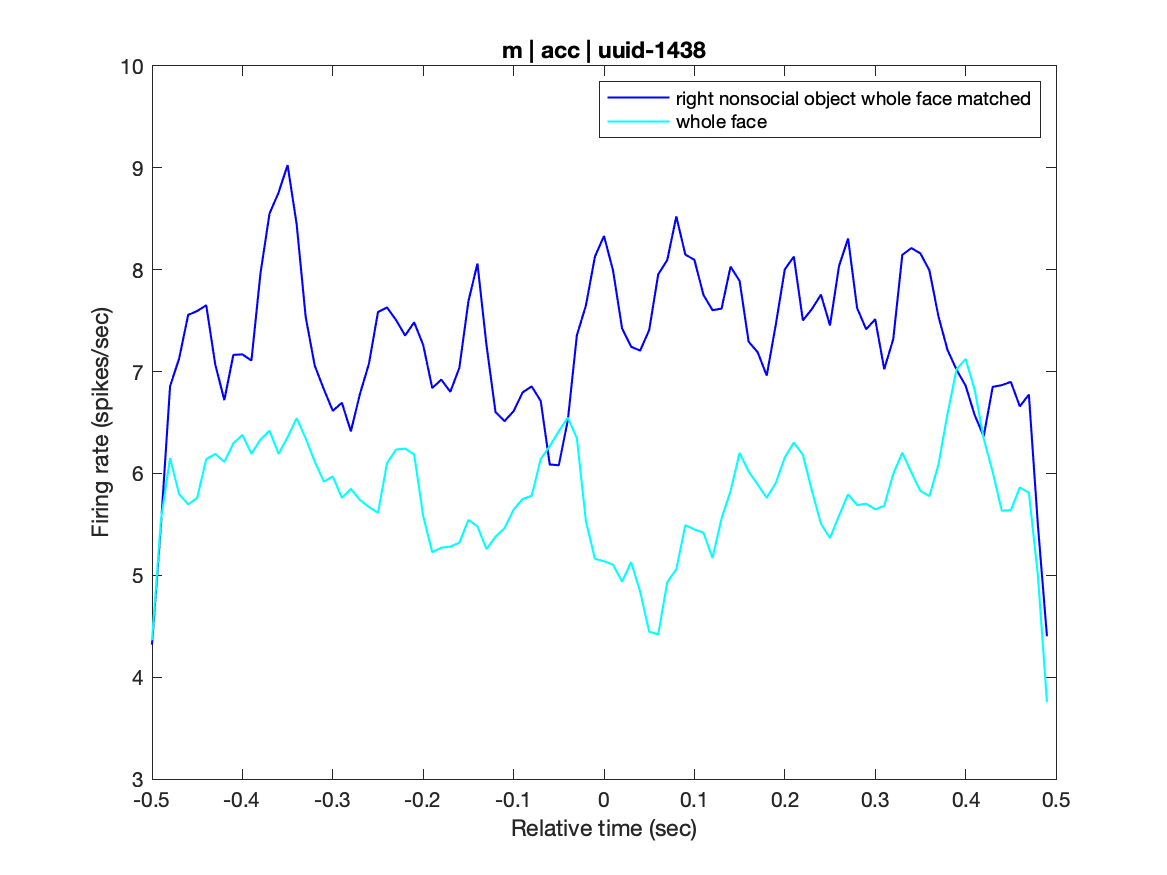 m | acc | uuid-1438
right nonsocial object whole face matched
whole face
10
9
8
7
6
5
4
3
Firing rate (spikes/sec)
-0.5 -0.4 -0.3 -0.2 -0.1 0 0.1 0.2 0.3 0.4 0.5
Relative time (sec)